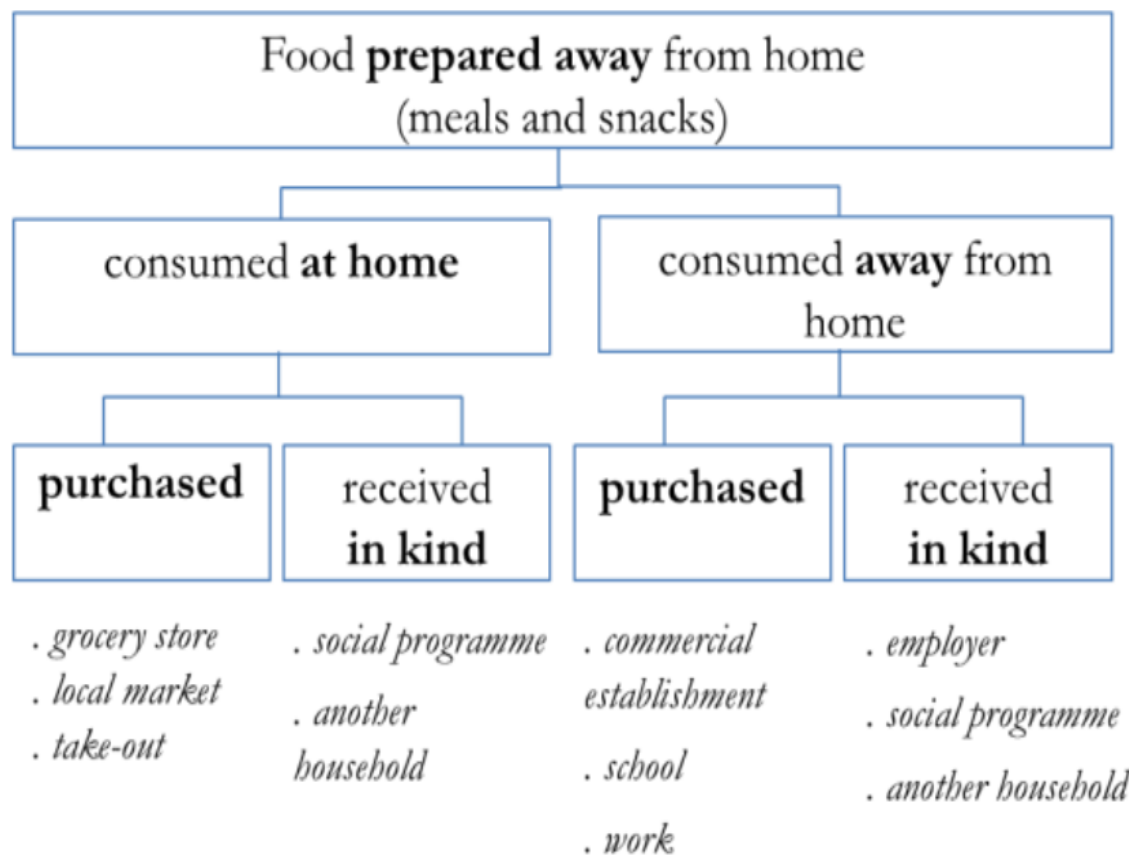 Food prepared away from home
(meals and snacks)
consumed at home
consumed away from
home
purchased
received
in kind
purchased
received
in kind
. grocery store
. local market
. take-out
. social programme
. another
household
. commercial
establishment
. school
. work
. employer
. social programme
. another household